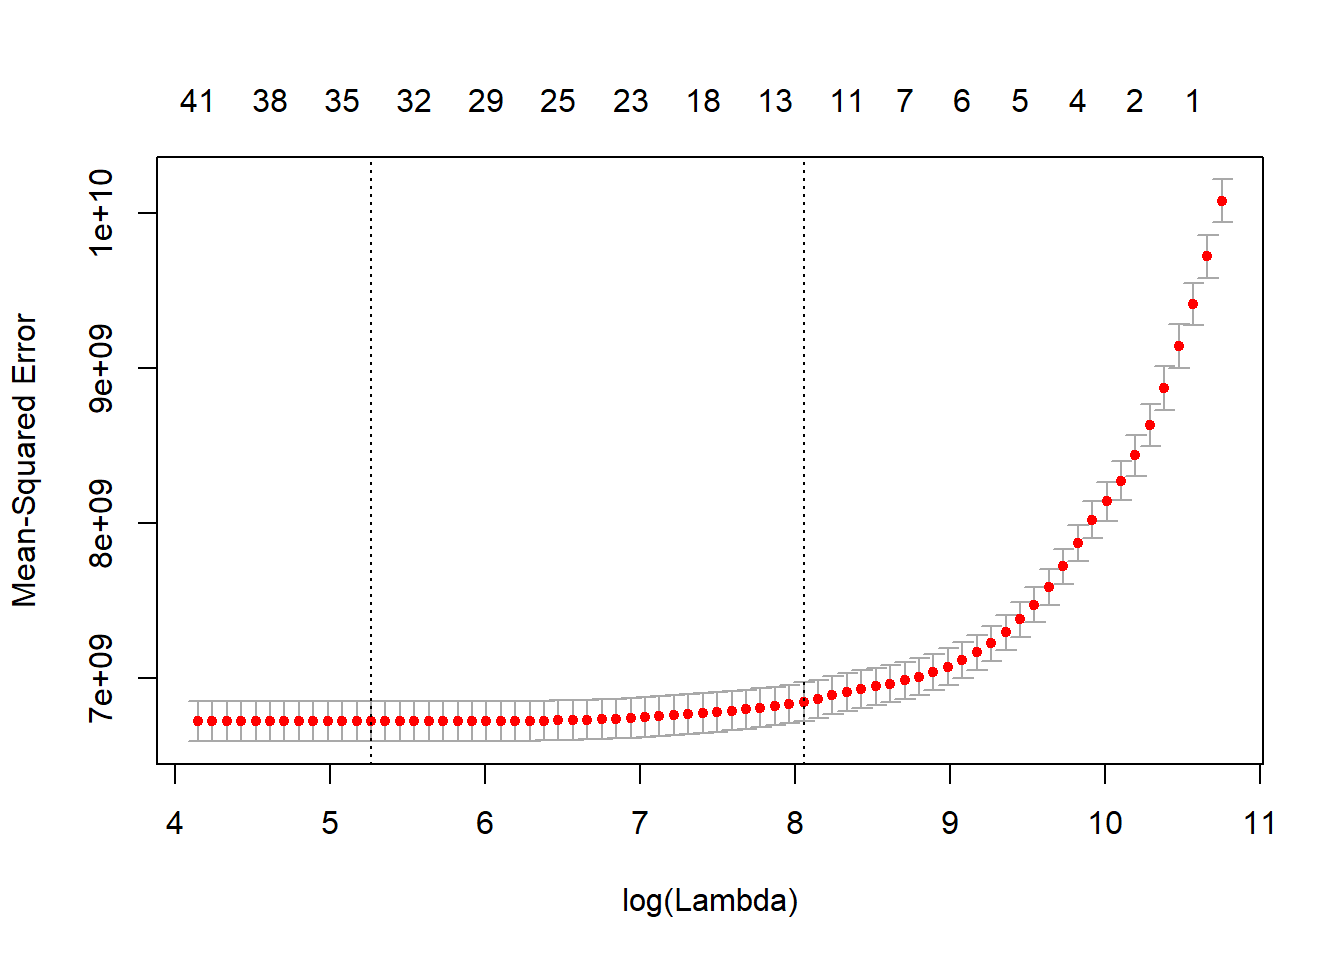 41 38 35 32 29 25 23 18 13 11 7 6 5 4 2 1
1e+10
9e+09
8e+09
7e+09
Mean-Squared Error
4 5 6 7 8 9 10 11
log(Lambda)